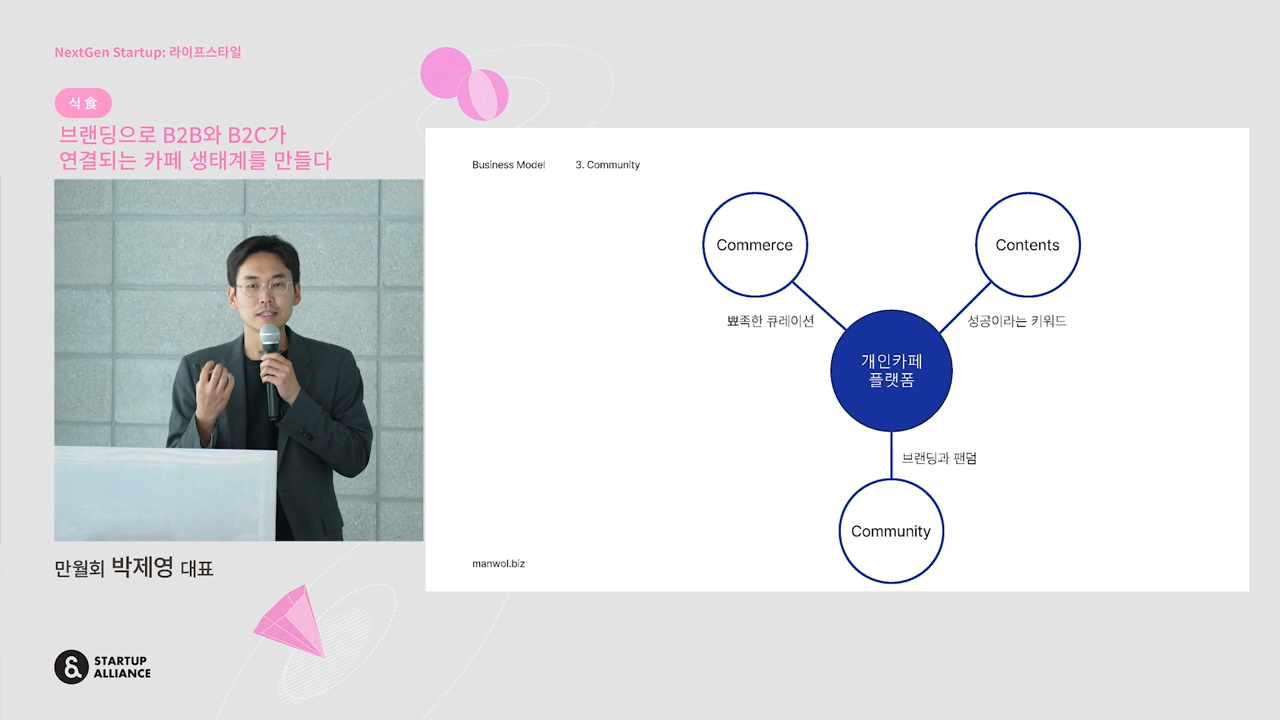 NextGen Startup: 라이프스타일
식 食
브랜딩으로 B2B와 B2C가
연결되는 카페 생태계를 만들다
Business Model 3. Community
Commerce
Contents
뾰족한 큐레이션
성공이라는 키워드
개인카페
플랫폼
브랜딩과 팬덤
Community
manwol.biz
만월회 박제영 대표
STARTUP
ALLIANCE